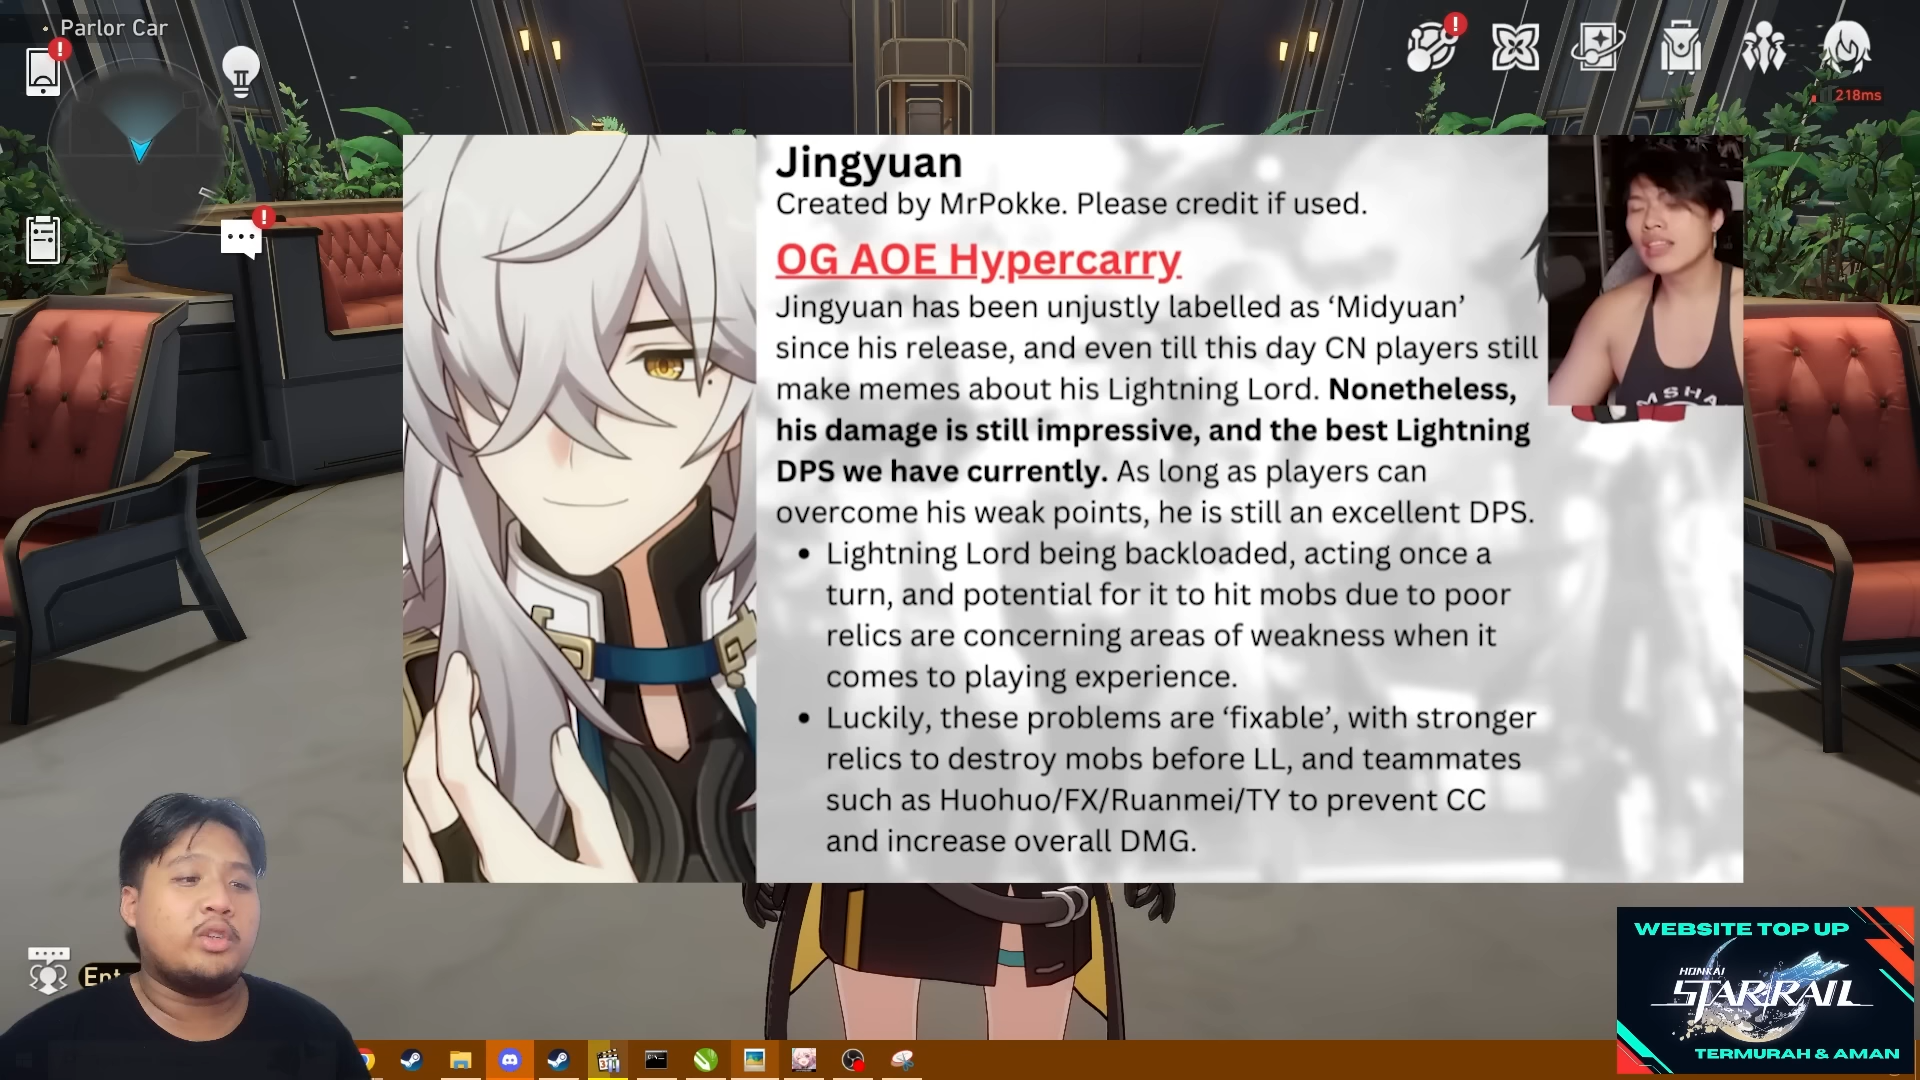 Parlor Car
218ms
Jingyuan
Created by MrPokke. Please credit if used.
OG AOE Hypercarry
Jingyuan has been unjustly labelled as ‘Midyuan’
since his release, and even till this day CN players still
make memes about his Lightning Lord. Nonetheless,
his damage is still impressive, and the best Lightning
DPS we have currently. As long as players can
overcome his weak points, he is still an excellent DPS.
• Lightning Lord being backloaded, acting once a
turn, and potential for it to hit mobs due to poor
relics are concerning areas of weakness when it
comes to playing experience.
• Luckily, these problems are ‘fixable’, with stronger
relics to destroy mobs before LL, and teammates
such as Huohuo/FX/Ruanmei/TY to prevent CC
and increase overall DMG.
WEBSITE TOP UP
HONKAI
STAR RAIL
TERMURAH & AMAN